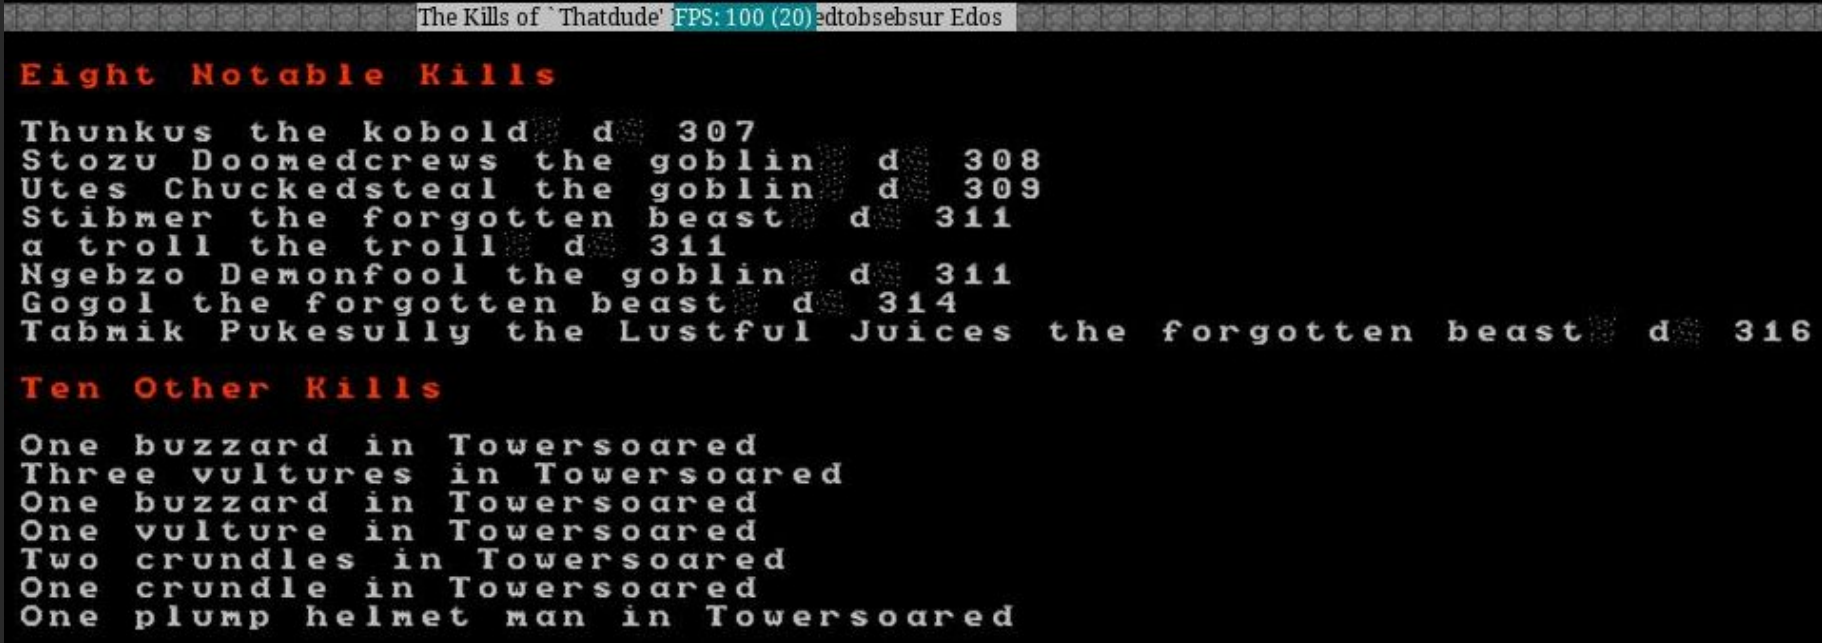 The Kills of `Thatdude' FPS: 100 (20) edtobsebsur Edos
Eight Notable Kills
Thunkus the kobold░ d░ 307
Stozu Doomedcrews the goblin░ d░ 308
Utes Chuckedsteal the goblin░ d░ 309
Stibmer the forgotten beast░ d░ 311
a troll the troll░ d░ 311
Ngebzo Demonfool the goblin░ d░ 311
Gogol the forgotten beast░ d░ 314
Tabmik Pukesully the Lustful Juices the forgotten beast░ d░ 316
Ten Other Kills
One buzzard in Towersoared
Three vultures in Towersoared
One buzzard in Towersoared
One vulture in Towersoared
Two crundles in Towersoared
One crundle in Towersoared
One plump helmet man in Towersoared